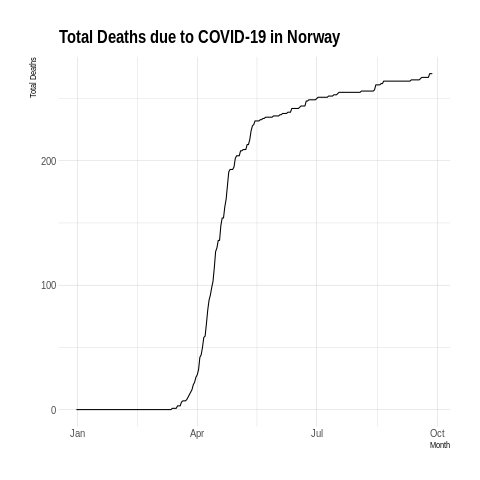 Total Deaths due to COVID-19 in Norway
Total Deaths
200
100
0
Jan Apr Jul Oct
Month